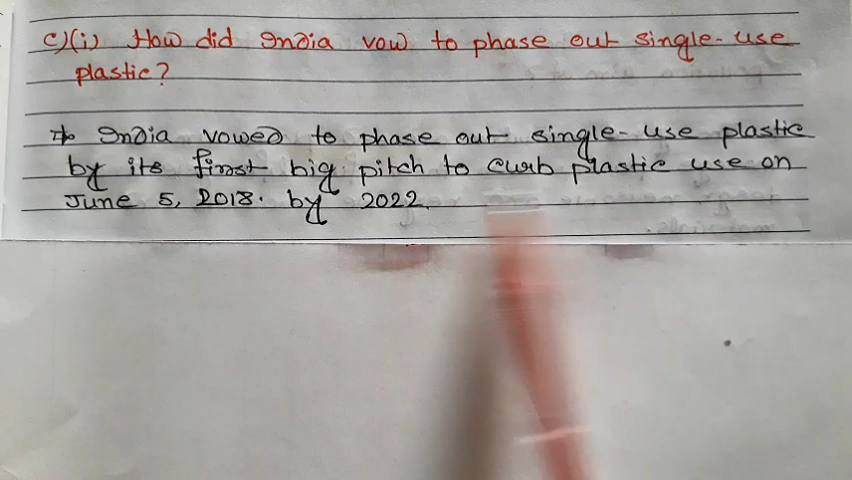 c)(i) How did India vow to phase out single-use
plastic?
⇒ India vowed to phase out single-use plastic
by its first big pitch to curb plastic use on
June 5, 2018. by 2022.